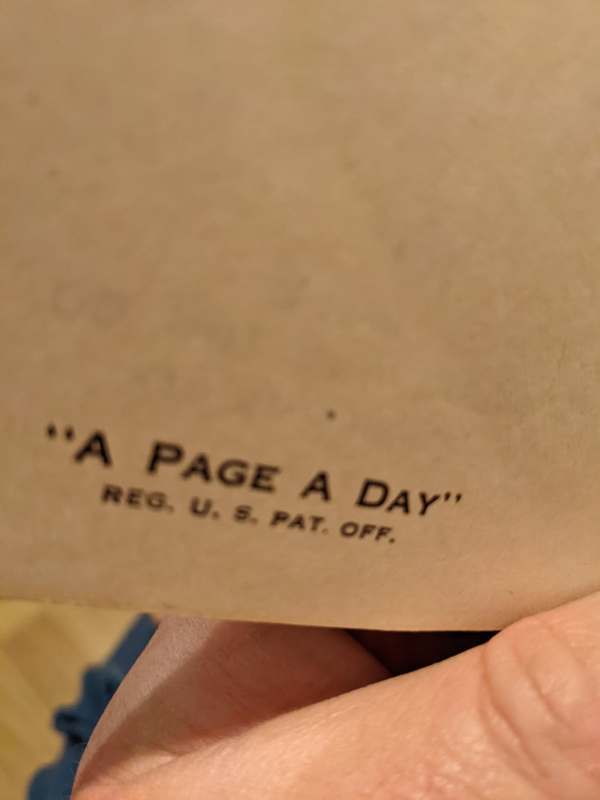 "A PAGE A DAY"
REG. U. S. PAT. OFF.